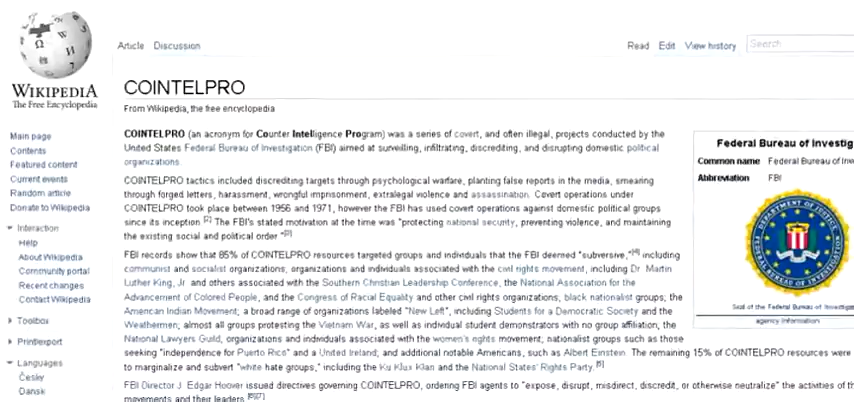 Article Discussion Read Edit View history Search
WIKIPEDIA
The Free Encyclopedia
Main page
Contents
Featured content
Current events
Random article
Donate to Wikipedia
Interaction
Help
About Wikipedia
Community portal
Recent changes
Contact Wikipedia
Toolbox
Print/export
Languages
Česky
Dansk
COINTELPRO
From Wikipedia, the free encyclopedia
COINTELPRO (an acronym for Counter Intelligence Program) was a series of covert, and often illegal, projects conducted by the
United States Federal Bureau of Investigation (FBI) aimed at surveilling, infiltrating, discrediting, and disrupting domestic political
organizations.
COINTELPRO tactics included discrediting targets through psychological warfare, planting false reports in the media, smearing
through forged letters, harassment, wrongful imprisonment, extralegal violence and assassination. Covert operations under
COINTELPRO took place between 1956 and 1971, however the FBI has used covert operations against domestic political groups
since its inception.[2] The FBI's stated motivation at the time was "protecting national security, preventing violence, and maintaining
the existing social and political order."[3]
FBI records show that 85% of COINTELPRO resources targeted groups and individuals that the FBI deemed "subversive,"[4] including
communist and socialist organizations; organizations and individuals associated with the civil rights movement, including Dr. Martin
Luther King, Jr. and others associated with the Southern Christian Leadership Conference, the National Association for the
Advancement of Colored People, and the Congress of Racial Equality and other civil rights organizations; black nationalist groups; the
American Indian Movement; a broad range of organizations labeled "New Left", including Students for a Democratic Society and the
Weathermen; almost all groups protesting the Vietnam War, as well as individual student demonstrators with no group affiliation; the
National Lawyers Guild; organizations and individuals associated with the women's rights movement; nationalist groups such as those
seeking "independence for Puerto Rico" and a United Ireland; and additional notable Americans, such as Albert Einstein. The remaining 15% of COINTELPRO resources were
to marginalize and subvert "white hate groups," including the Ku Klux Klan and the National States' Rights Party.[5]
FBI Director J. Edgar Hoover issued directives governing COINTELPRO, ordering FBI agents to "expose, disrupt, misdirect, discredit, or otherwise neutralize" the activities of th
movements and their leaders.[6][7]
Federal Bureau of Investig
Common name Federal Bureau of Inve
Abbreviation FBI
DEPARTMENT OF JUSTICE
FEDERAL BUREAU OF INVESTIGATION
Seal of the Federal Bureau of Investiga
agency information